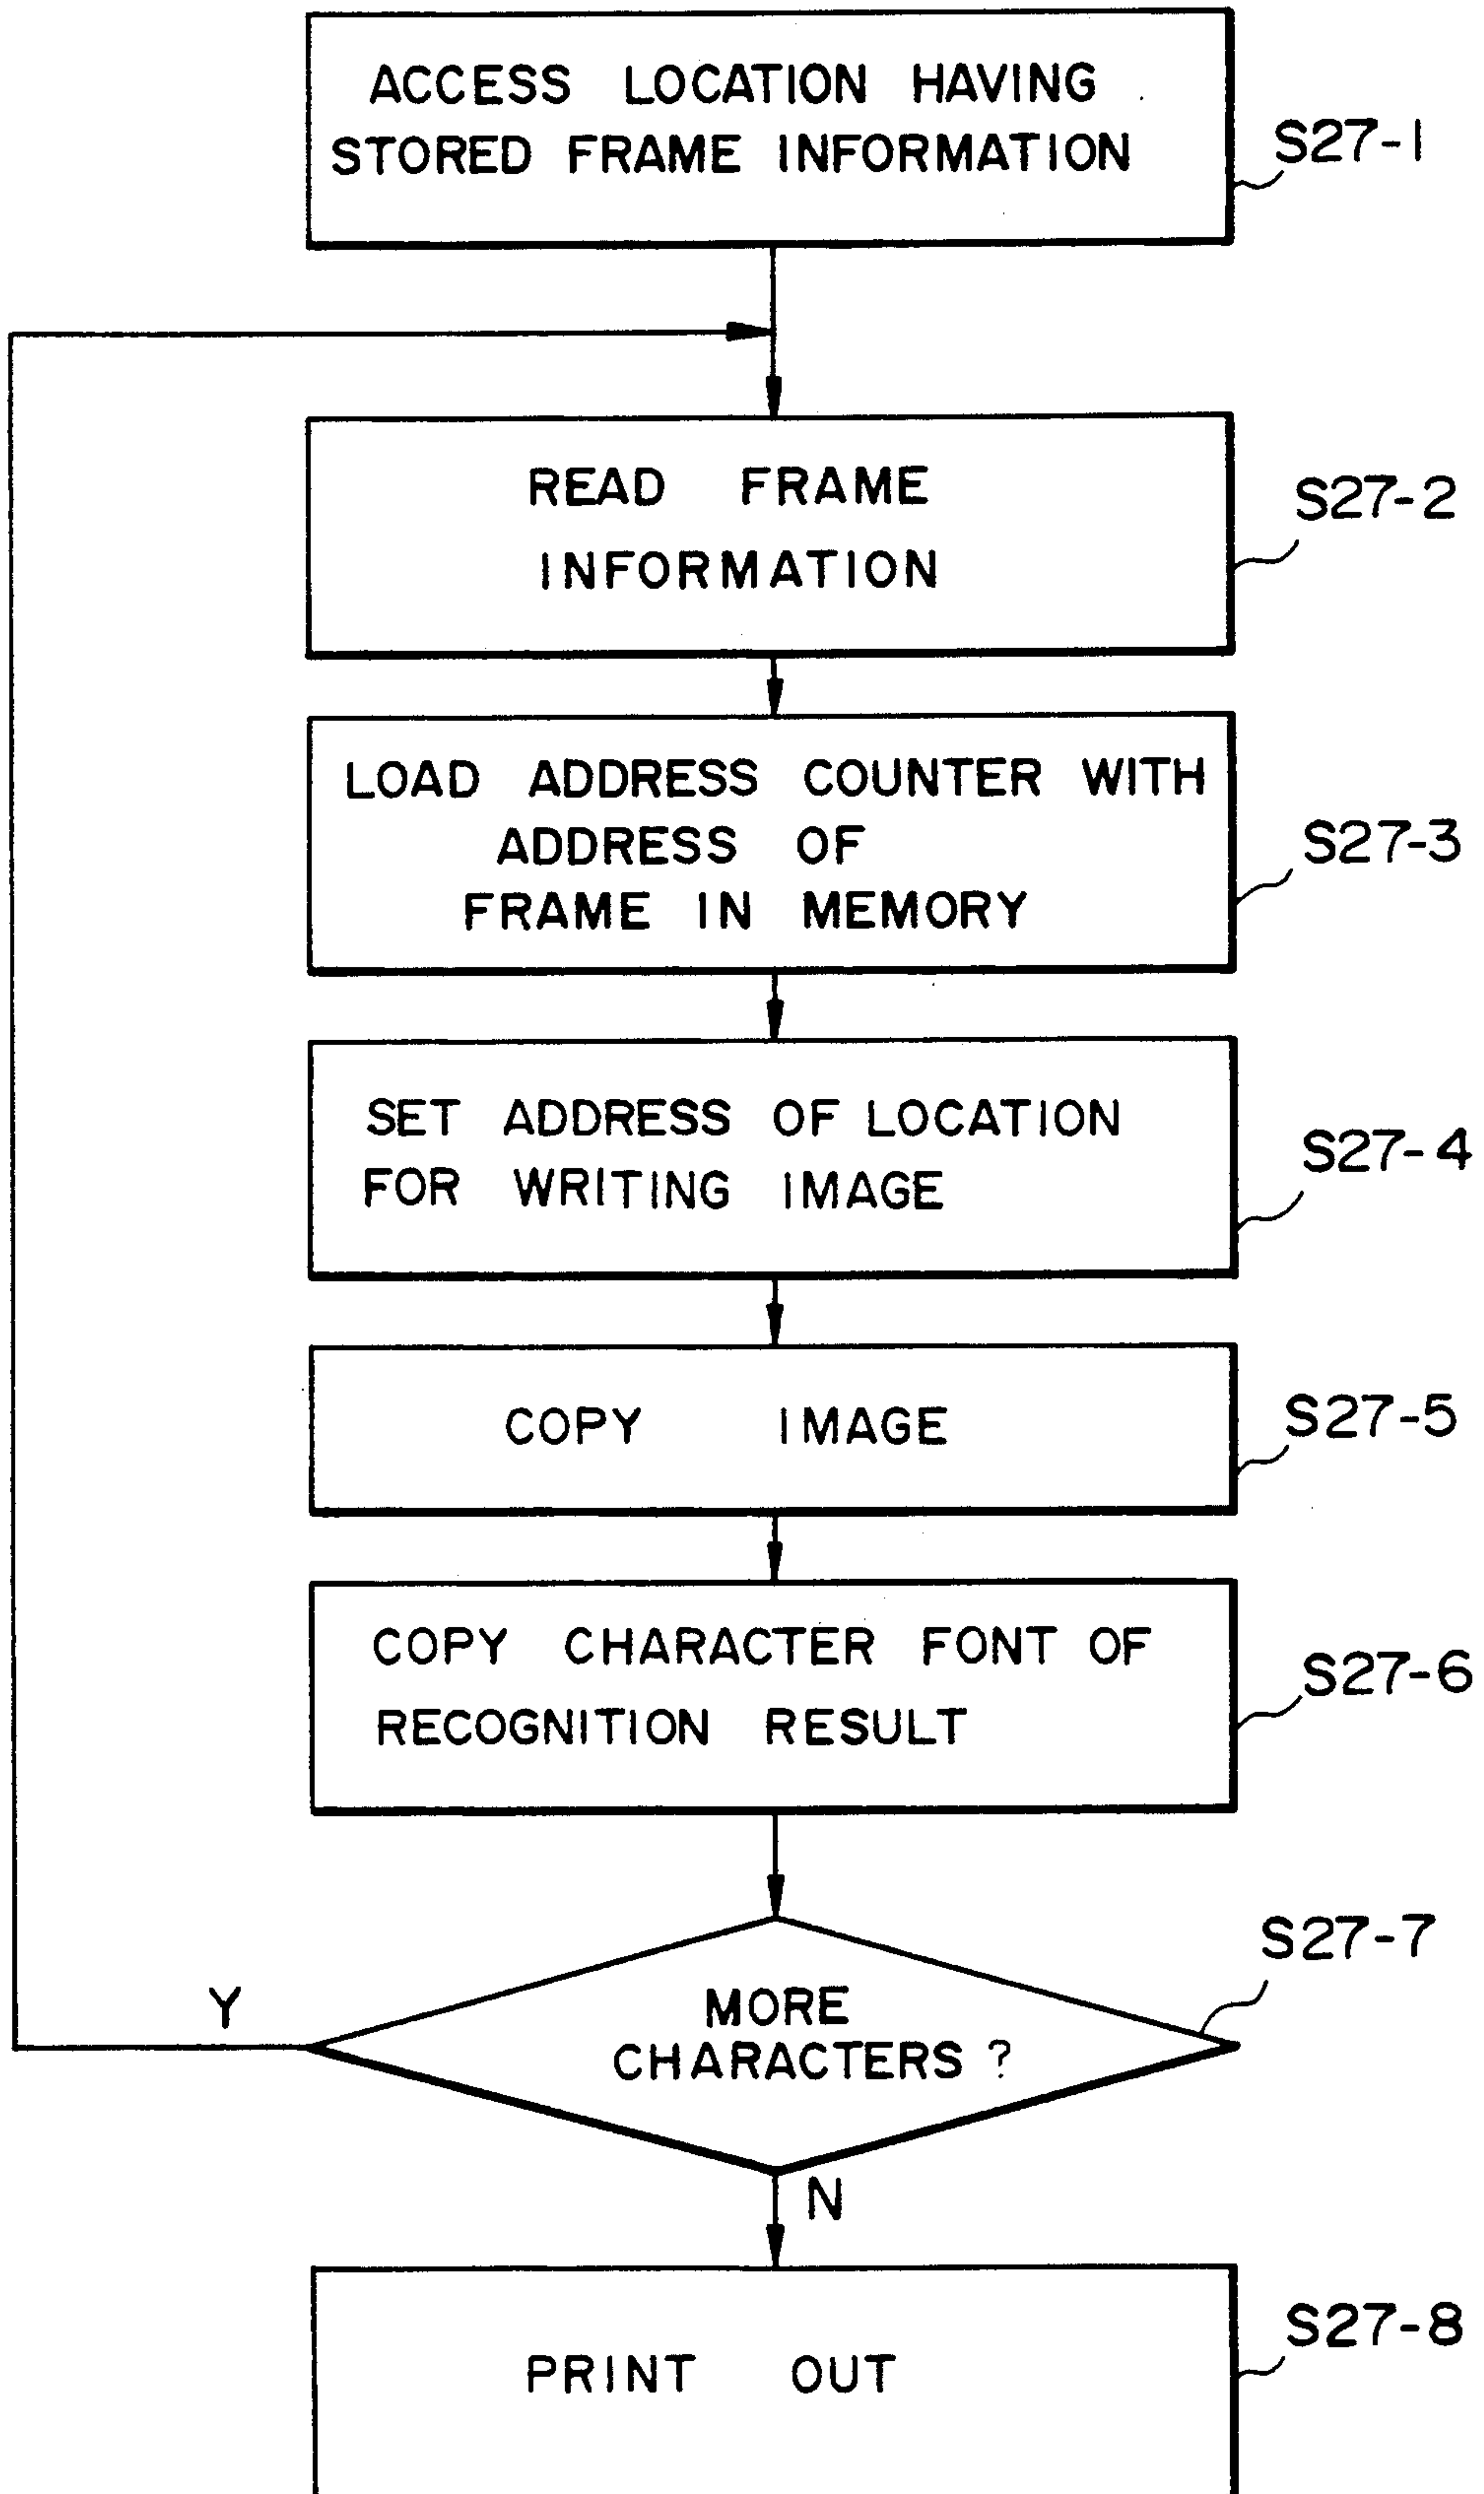 ACCESS LOCATION HAVING
STORED FRAME INFORMATION
S27-1
READ FRAME
INFORMATION
S27-2
LOAD ADDRESS COUNTER WITH
ADDRESS OF
FRAME IN MEMORY
S27-3
SET ADDRESS OF LOCATION
FOR WRITING IMAGE
S27-4
COPY IMAGE
S27-5
COPY CHARACTER FONT OF
RECOGNITION RESULT
S27-6
MORE
CHARACTERS ?
S27-7
Y
N
PRINT OUT
S27-8